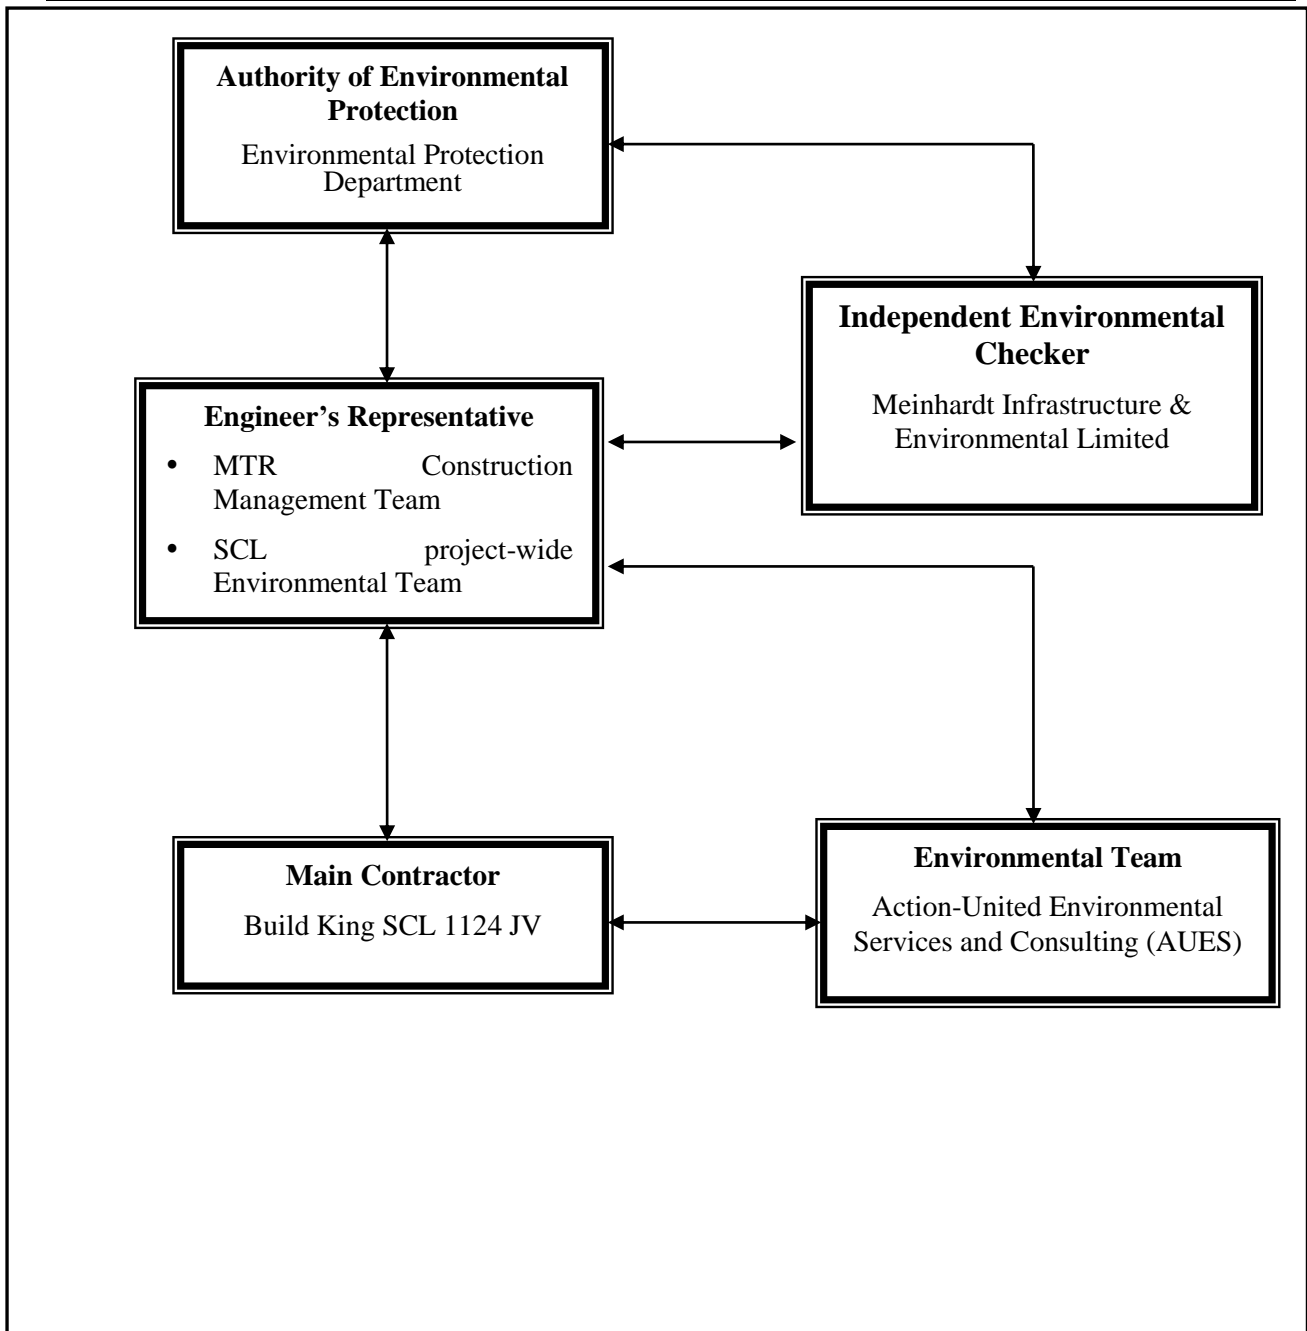 Authority of Environmental
Protection
Environmental Protection
Department
Independent Environmental
Checker
Meinhardt Infrastructure &
Environmental Limited
Engineer’s Representative
• MTR Construction
Management Team
• SCL project-wide
Environmental Team
Main Contractor
Build King SCL 1124 JV
Environmental Team
Action-United Environmental
Services and Consulting (AUES)